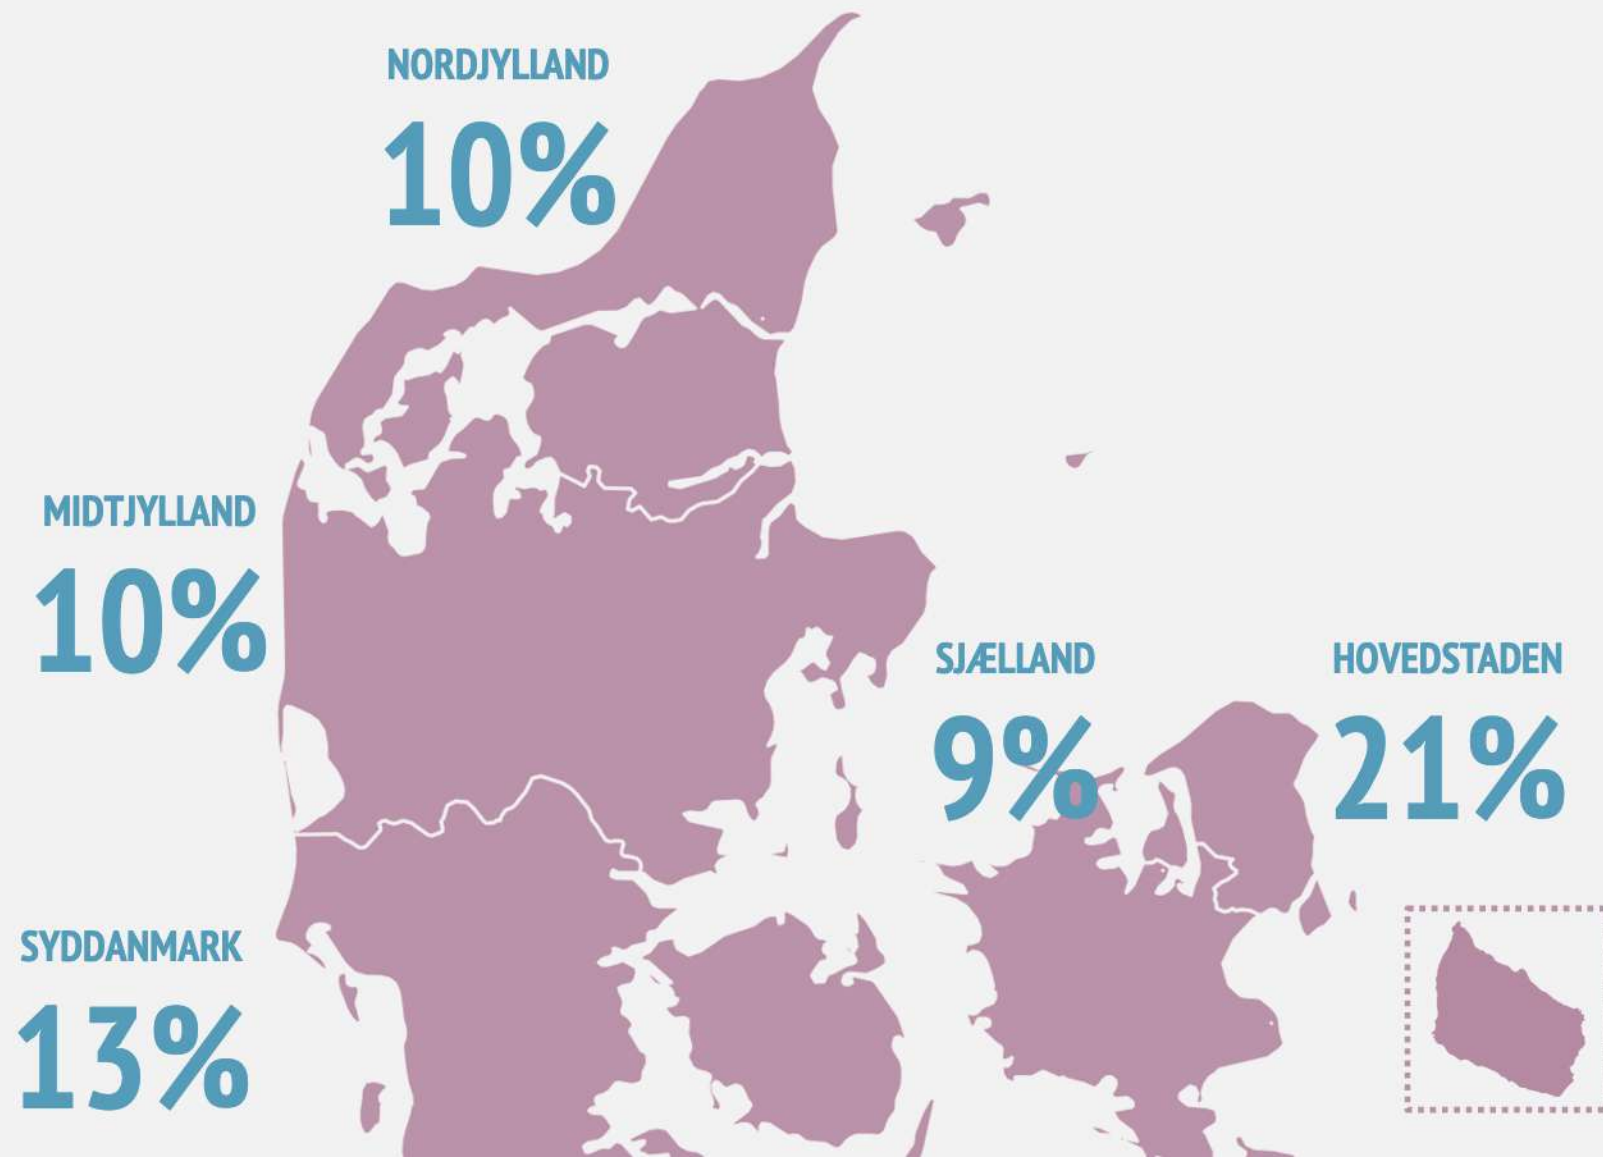 NORDJYLLAND
10%
MIDTJYLLAND
10%
SJÆLLAND
9%
HOVEDSTADEN
21%
SYDDANMARK
13%